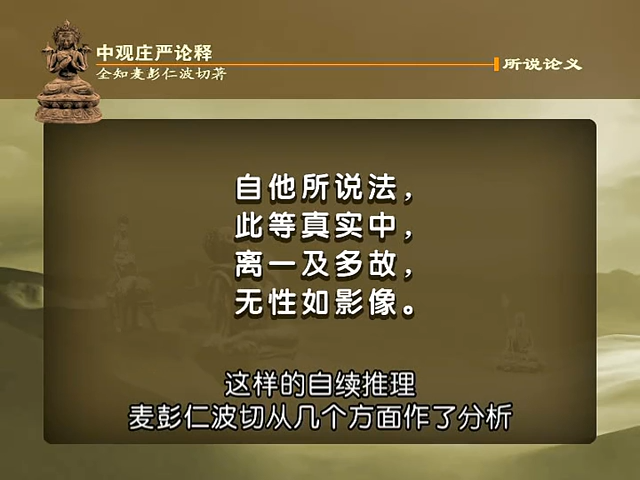 中观庄严论释
全知麦彭仁波切著
所说论义
自他所说法，
此等真实中，
离一及多故，
无性如影像。
这样的自续推理
麦彭仁波切从几个方面作了分析